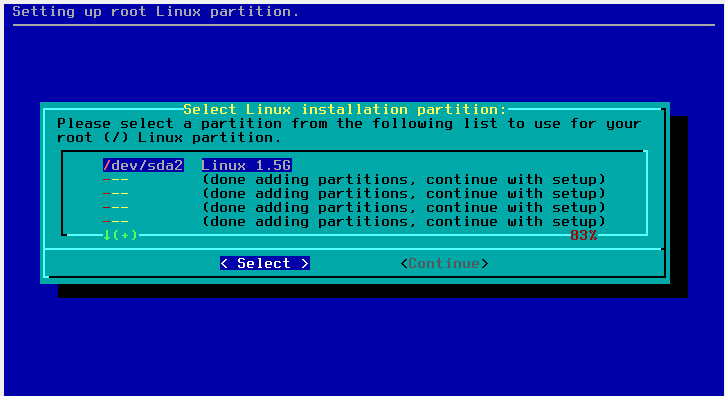 Setting up root Linux partition.
Select Linux installation partition:
Please select a partition from the following list to use for your
root (/) Linux partition.
/dev/sda2  Linux 1.5G
---  (done adding partitions, continue with setup)
---  (done adding partitions, continue with setup)
---  (done adding partitions, continue with setup)
---  (done adding partitions, continue with setup)
↓(+)  83%
< Select >  <Continue>